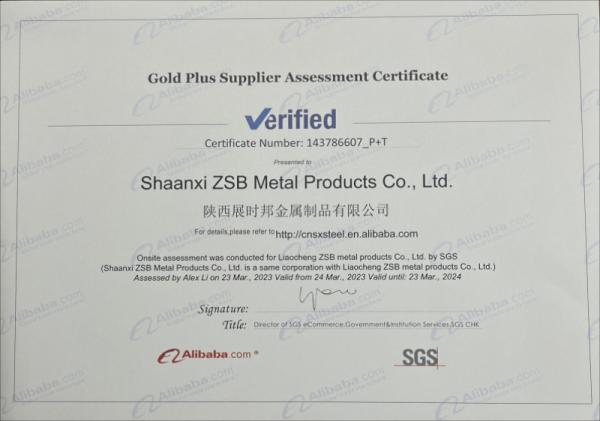 Gold Plus Supplier Assessment Certificate
Verified
Certificate Number: 143786607_P+T
Presented to
Shaanxi ZSB Metal Products Co., Ltd.
陕西展时邦金属制品有限公司
For details,please refer to http://cnsxsteel.en.alibaba.com
Onsite assessment was conducted for Liaocheng ZSB metal products Co., Ltd. by SGS
(Shaanxi ZSB Metal Products Co., Ltd. is a same corporation with Liaocheng ZSB metal products Co., Ltd.)
Assessed by Alex Li on 23 Mar., 2023 Valid from 24 Mar., 2023 Valid until: 23 Mar., 2024
Signature:
Title: Director of SGS eCommerce,Government&Institution Services,SGS CHK
Alibaba.com ®
SGS